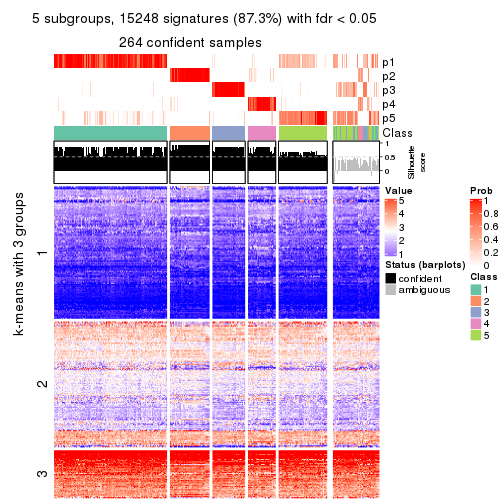 5 subgroups, 15248 signatures (87.3%) with fdr < 0.05
264 confident samples
p1
p2
p3
p4
p5
Class
1
0.5
0
Silhouette
score
k-means with 3 groups
1
2
3
Value
5
4
3
2
1
Status (barplots)
confident
ambiguous
Prob
1
0.8
0.6
0.4
0.2
0
Class
1
2
3
4
5